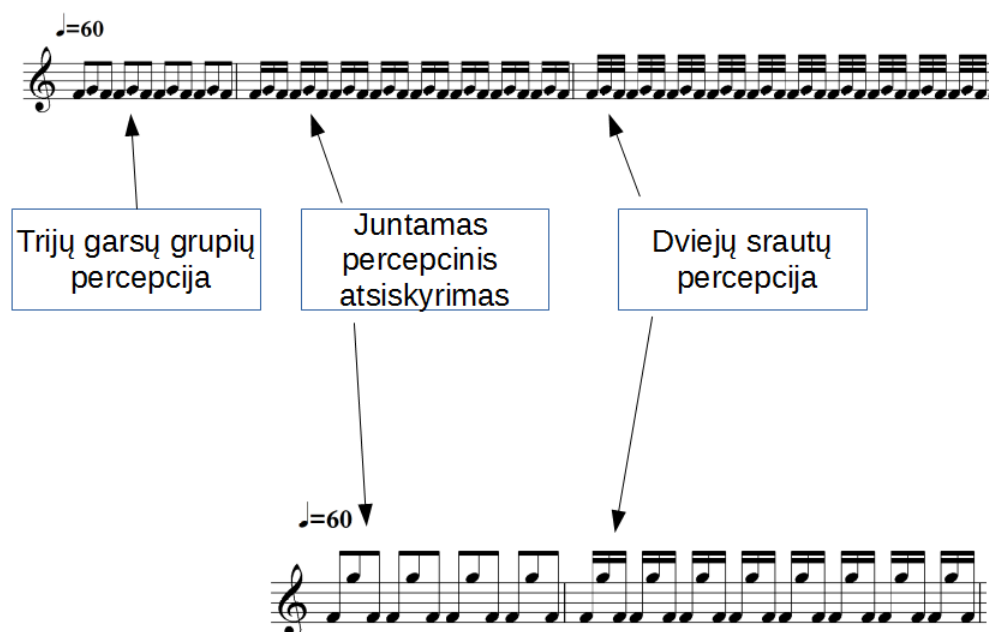 ♩=60
Trijų garsų grupių
percepcija
Juntamas
percepcinis
atsiskyrimas
Dviejų srautų
percepcija
♩=60